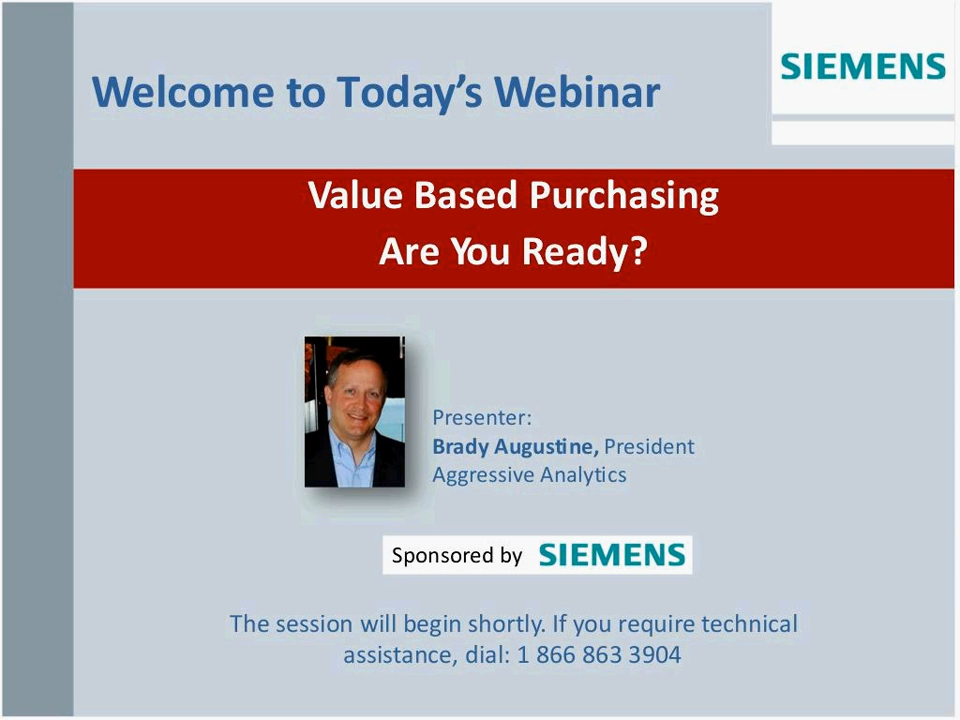 SIEMENS
Welcome to Today’s Webinar
Value Based Purchasing
Are You Ready?
Presenter:
Brady Augustine, President
Aggressive Analytics
Sponsored by SIEMENS
The session will begin shortly. If you require technical
assistance, dial: 1 866 863 3904